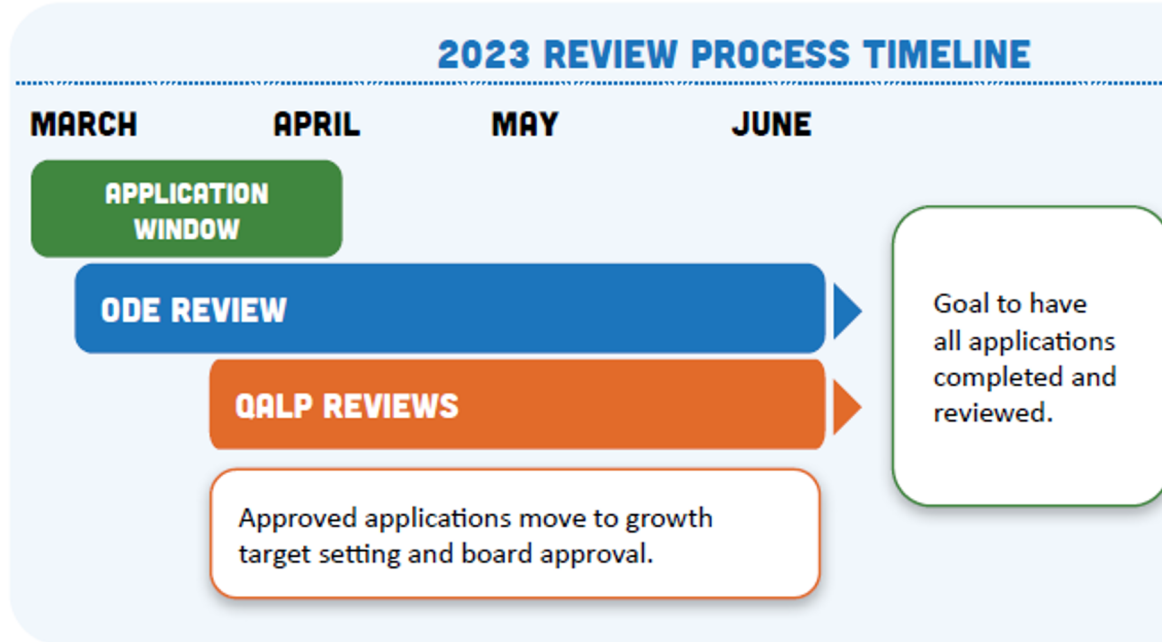 2023 REVIEW PROCESS TIMELINE
MARCH APRIL MAY JUNE
APPLICATION
WINDOW
ODE REVIEW
QALP REVIEWS
Approved applications move to growth
target setting and board approval.
Goal to have
all applications
completed and
reviewed.